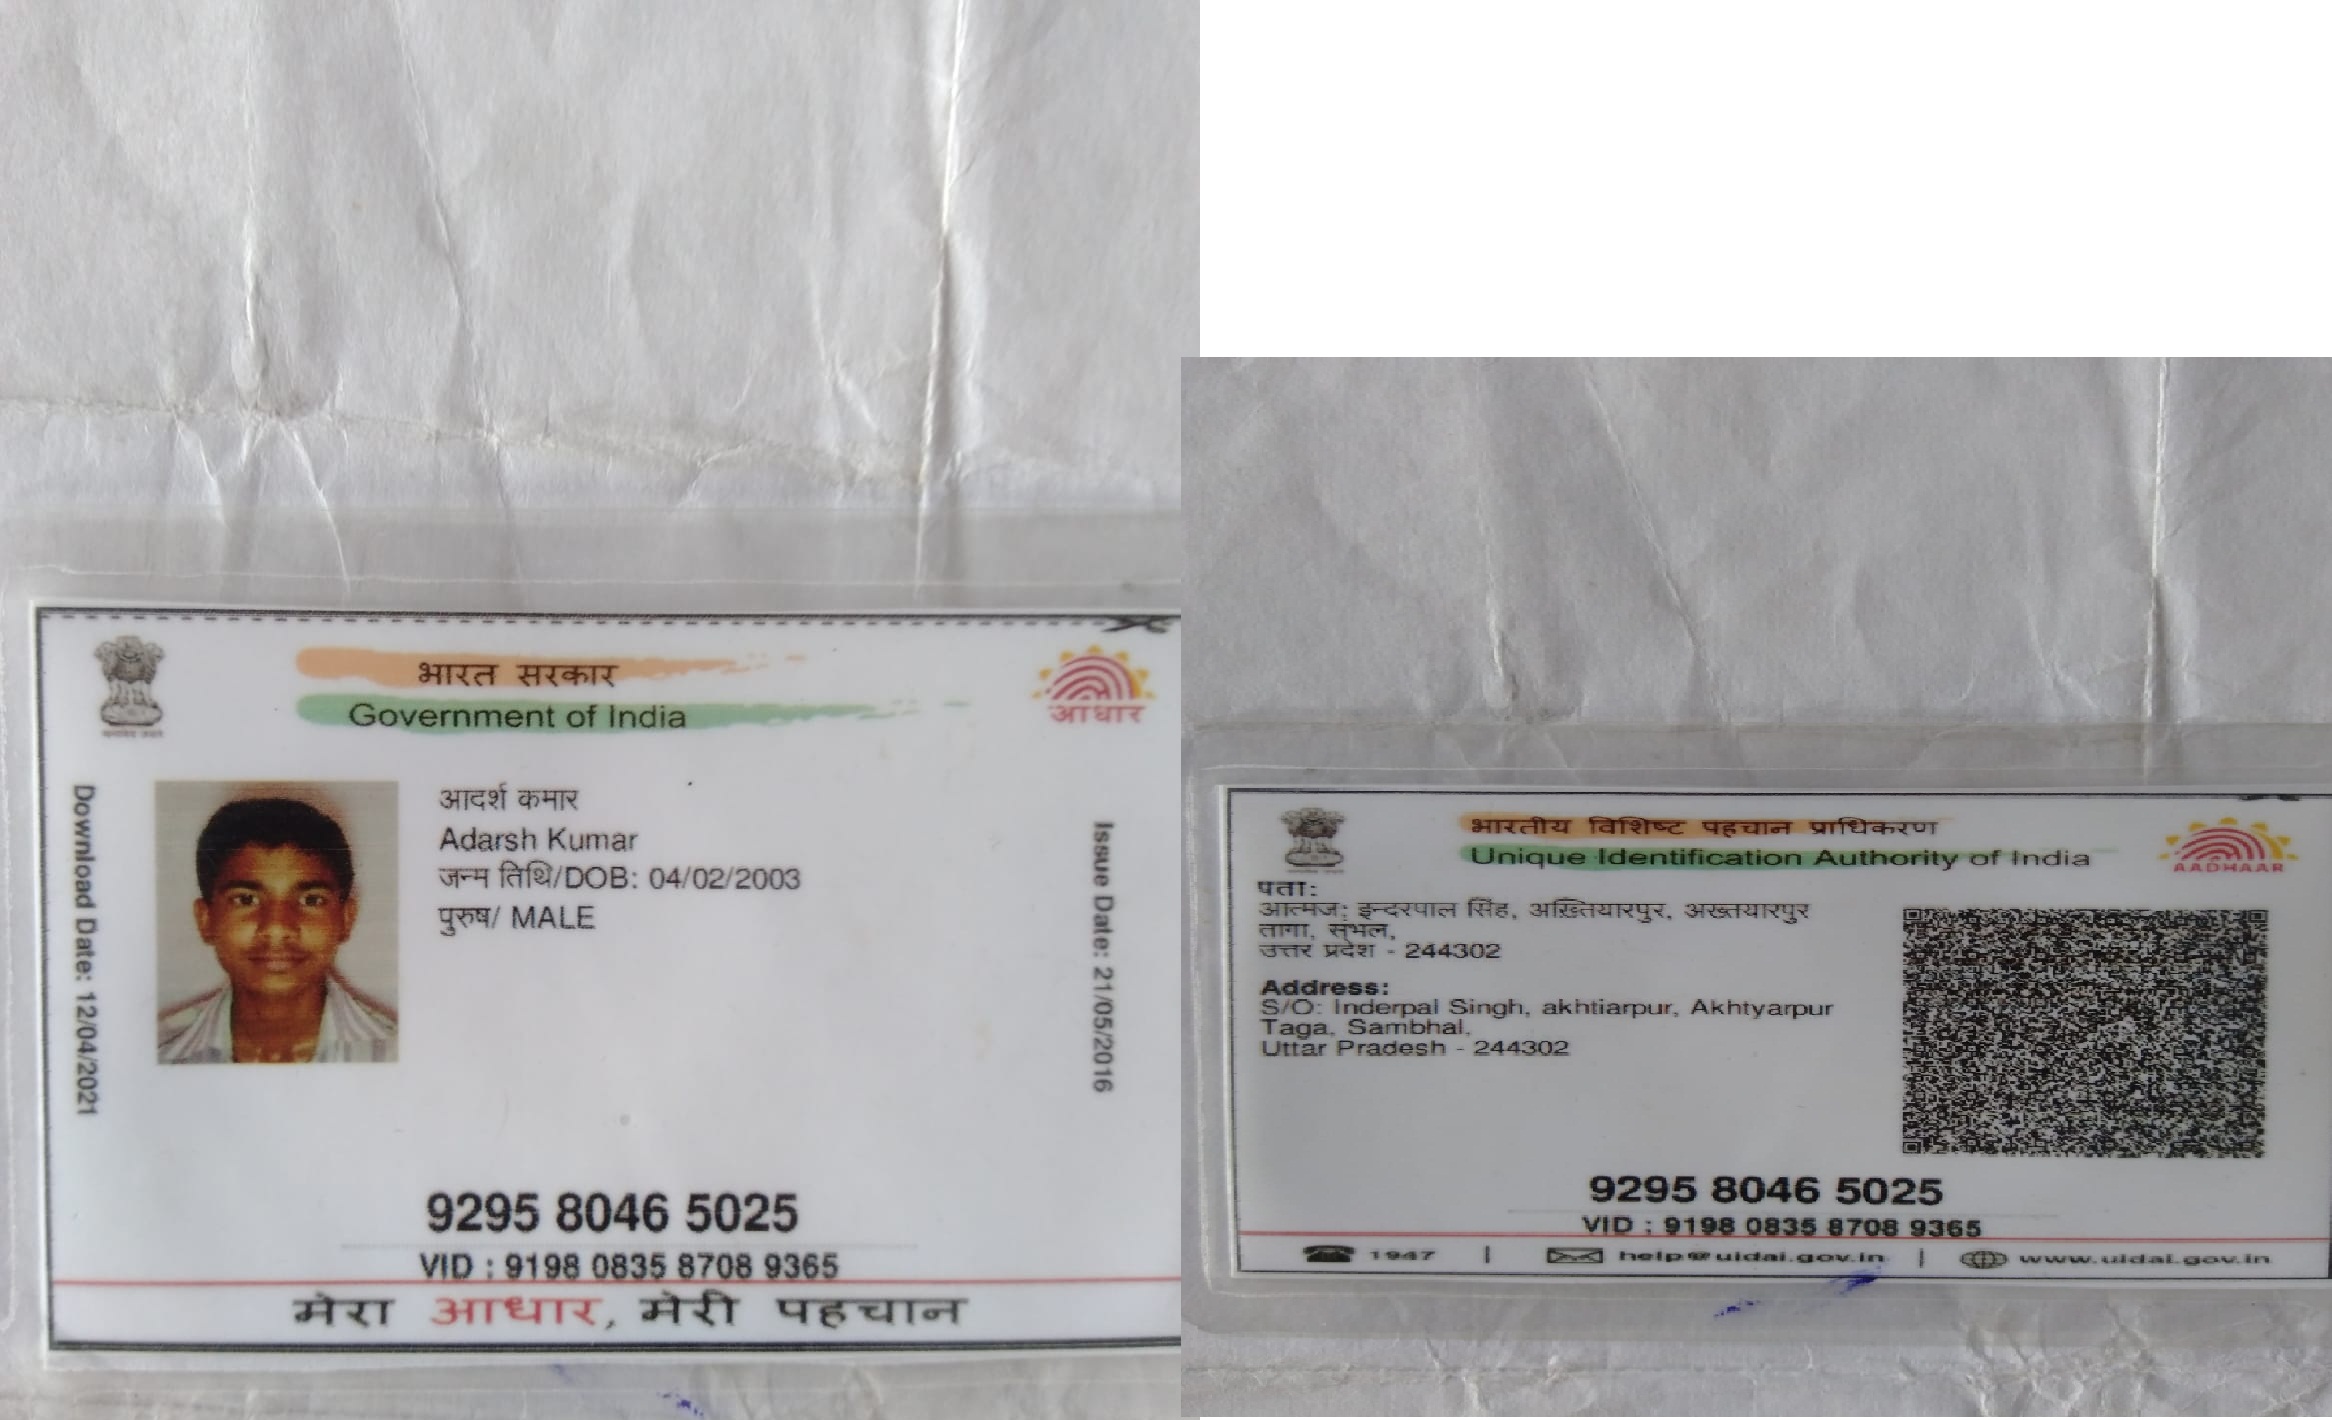 भारत सरकार
Government of India
आधार
Download Date: 12/04/2021
आदर्श कमार
Adarsh Kumar
जन्म तिथि/DOB: 04/02/2003
पुरुष/ MALE
Issue Date: 21/05/2016
9295 8046 5025
VID : 9198 0835 8708 9365
मेरा आधार, मेरी पहचान
भारतीय विशिष्ट पहचान प्राधिकरण
Unique Identification Authority of India
AADHAAR
पता:
आत्मज: इन्दरपाल सिंह, अख़्तियारपुर, अख्तयारपुर
तागा, संभल,
उत्तर प्रदेश - 244302
Address:
S/O: Inderpal Singh, akhtiarpur, Akhtyarpur
Taga, Sambhal,
Uttar Pradesh - 244302
9295 8046 5025
VID : 9198 0835 8708 9365
1947 | help@uidai.gov.in | www.uidai.gov.in